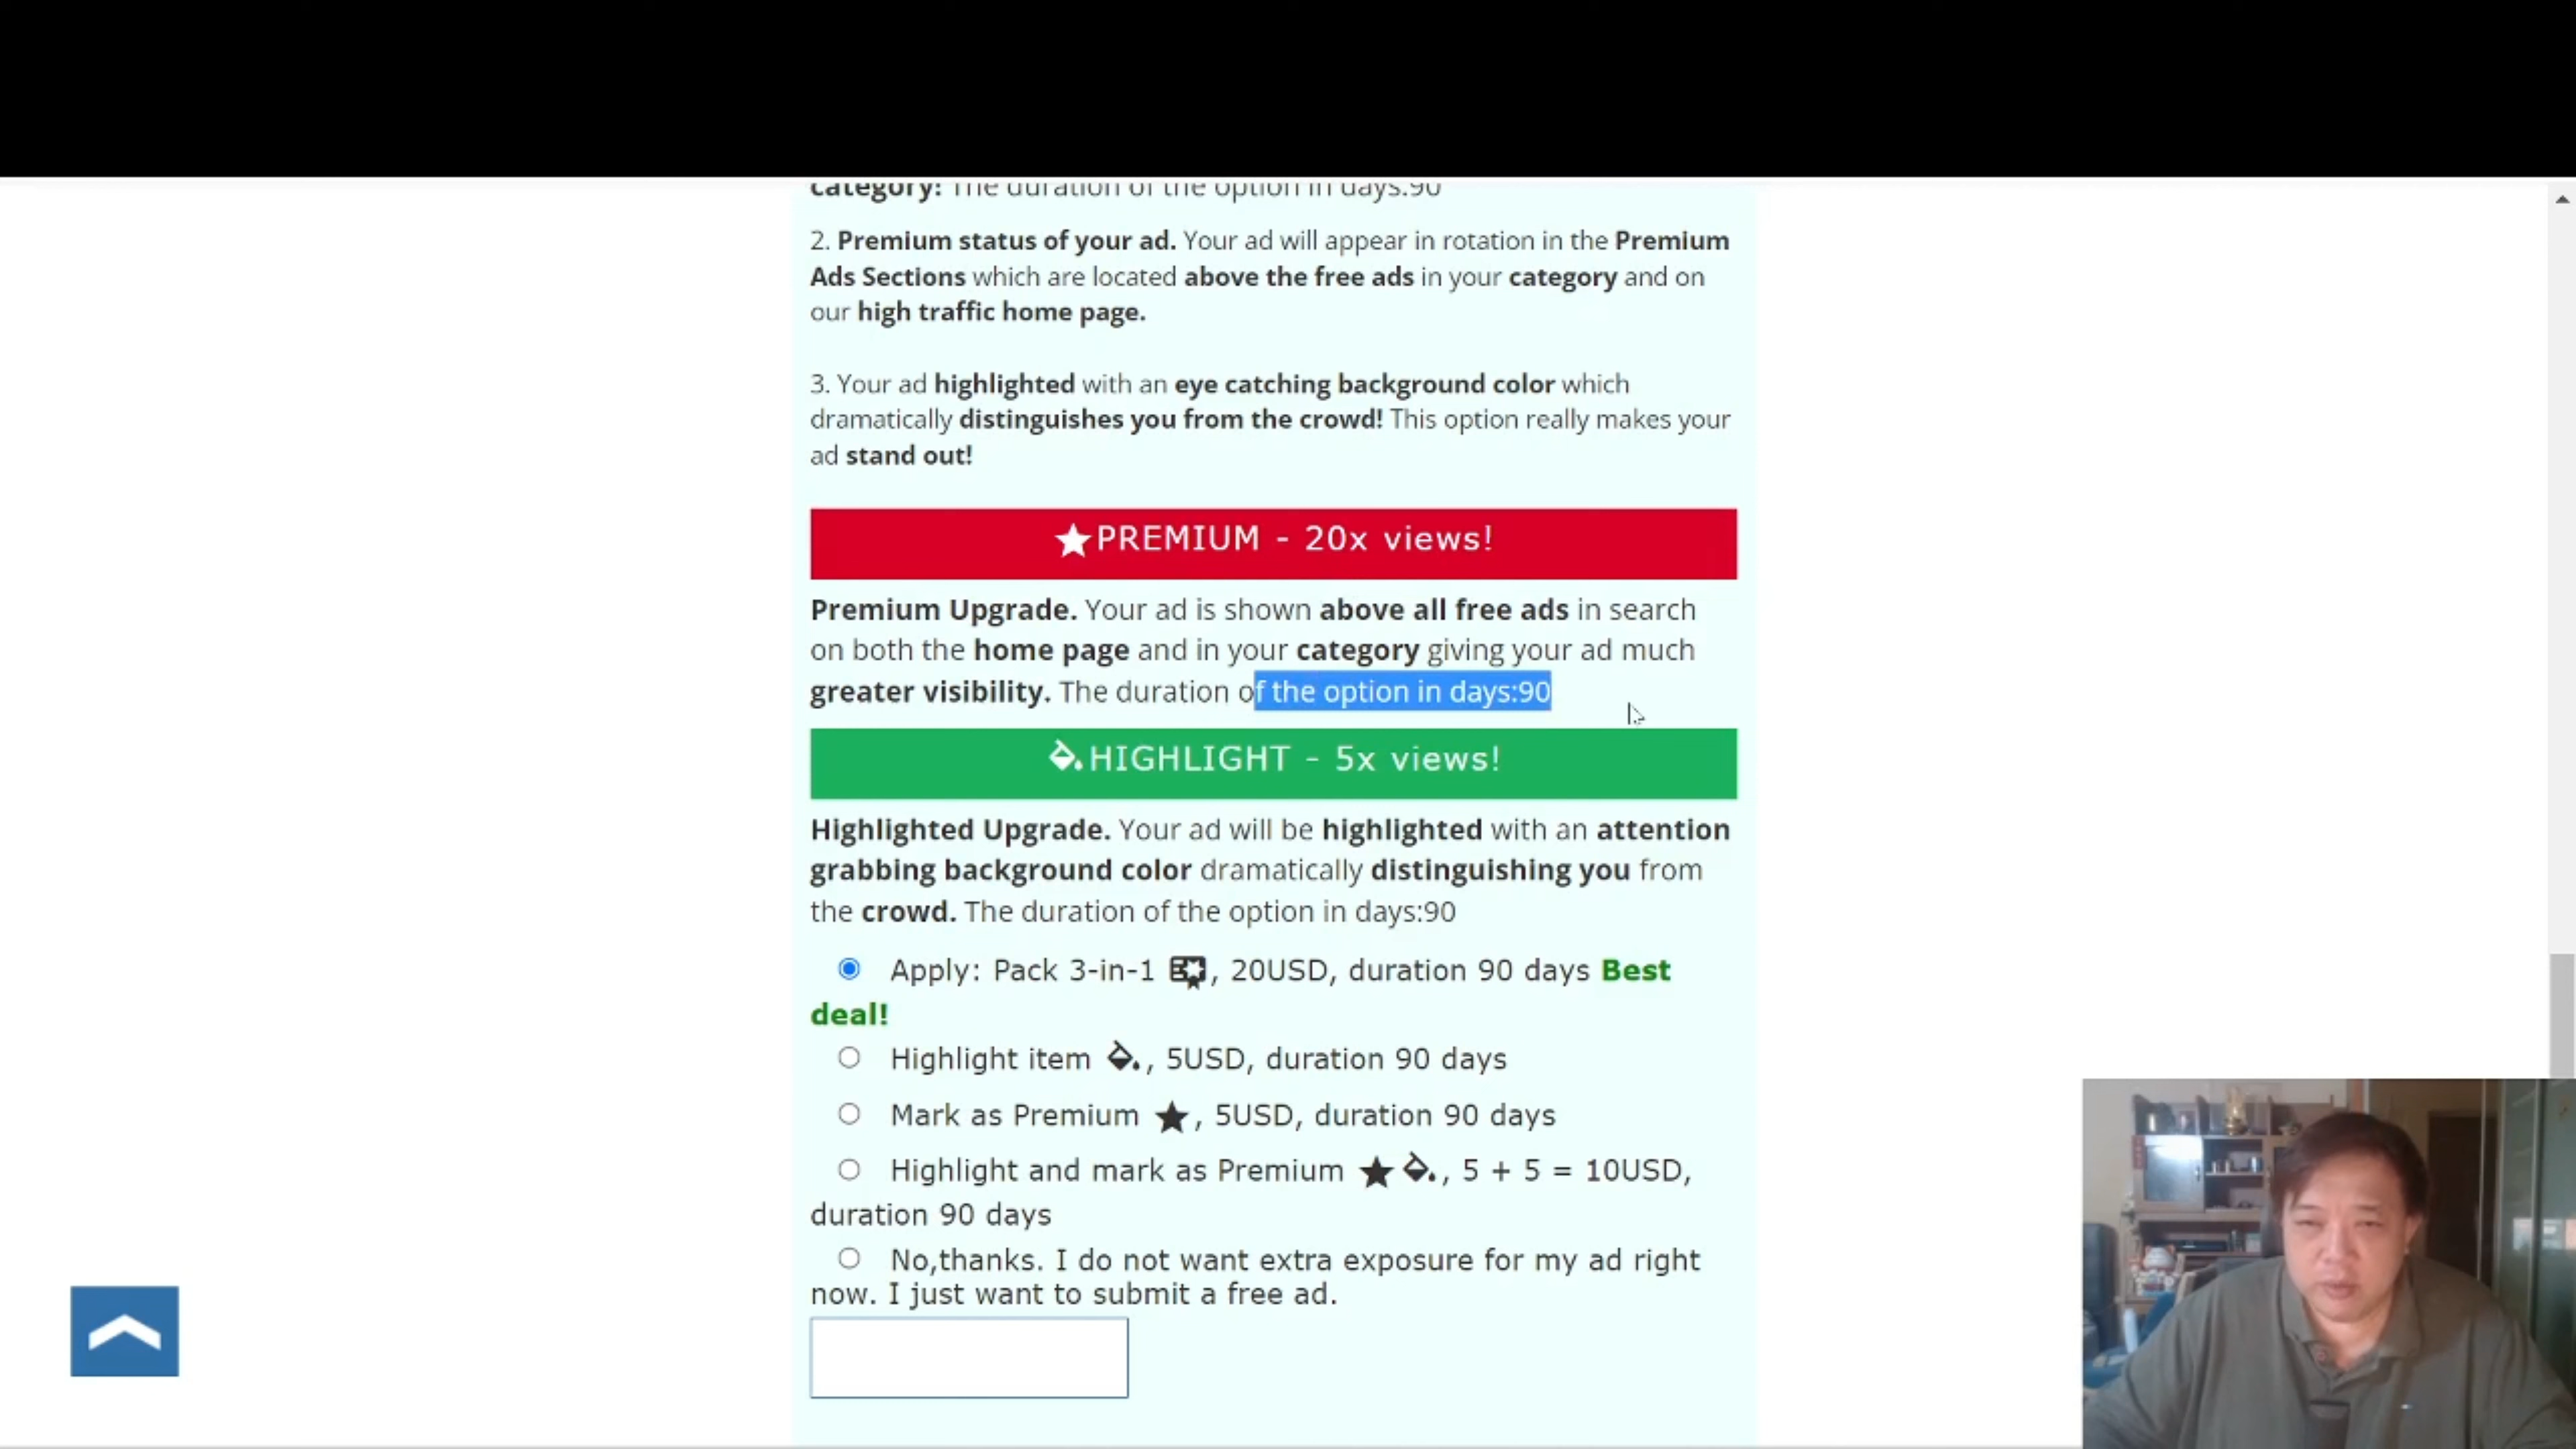 category: The duration of the option in days:90
2. Premium status of your ad. Your ad will appear in rotation in the Premium
Ads Sections which are located above the free ads in your category and on
our high traffic home page.
3. Your ad highlighted with an eye catching background color which
dramatically distinguishes you from the crowd! This option really makes your
ad stand out!
PREMIUM - 20x views!
Premium Upgrade. Your ad is shown above all free ads in search
on both the home page and in your category giving your ad much
greater visibility. The duration of the option in days:90
HIGHLIGHT - 5x views!
Highlighted Upgrade. Your ad will be highlighted with an attention
grabbing background color dramatically distinguishing you from
the crowd. The duration of the option in days:90
Apply: Pack 3-in-1 , 20USD, duration 90 days Best
deal!
Highlight item , 5USD, duration 90 days
Mark as Premium , 5USD, duration 90 days
Highlight and mark as Premium , 5 + 5 = 10USD,
duration 90 days
No,thanks. I do not want extra exposure for my ad right
now. I just want to submit a free ad.